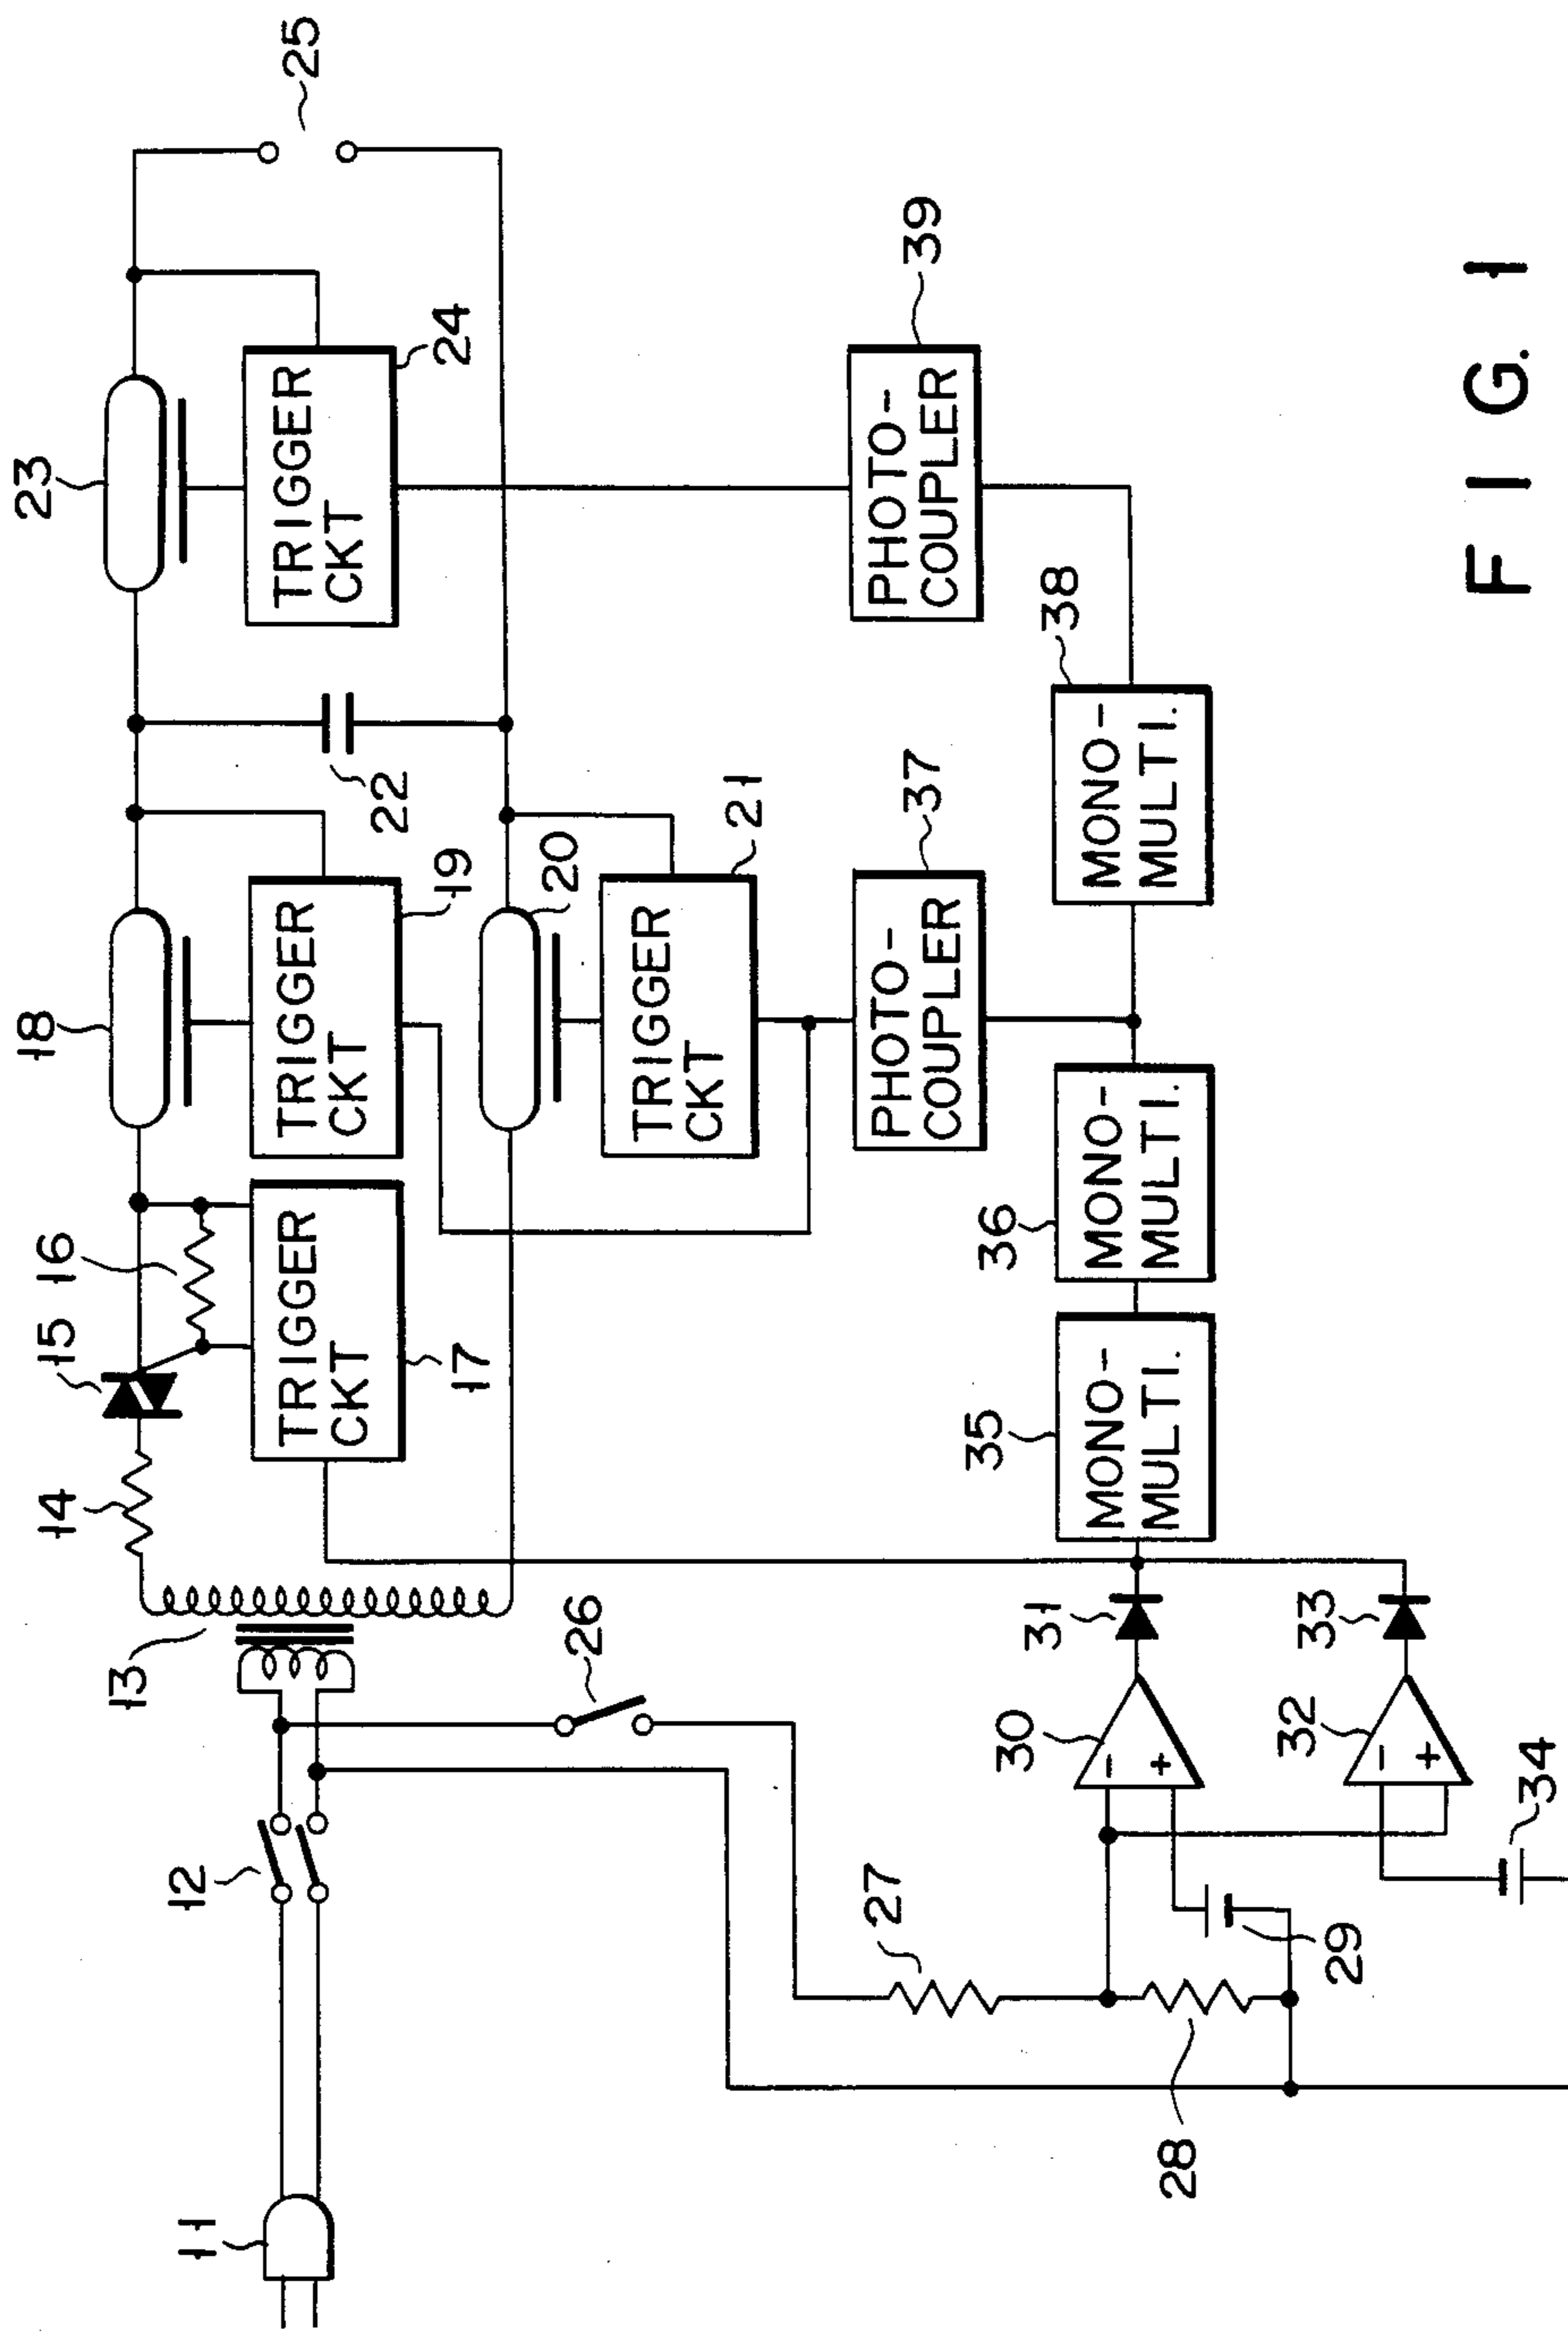 11
12
13
14
15
16
TRIGGER
CKT
17
18
TRIGGER
CKT
19
20
TRIGGER
CKT
21
22
23
TRIGGER
CKT
24
25
26
27
28
29
30
−
+
31
32
−
+
33
34
35
MONO-
MULTI.
36
MONO-
MULTI.
PHOTO-
COUPLER
37
38
MONO-
MULTI.
PHOTO-
COUPLER
39
FIG. 1